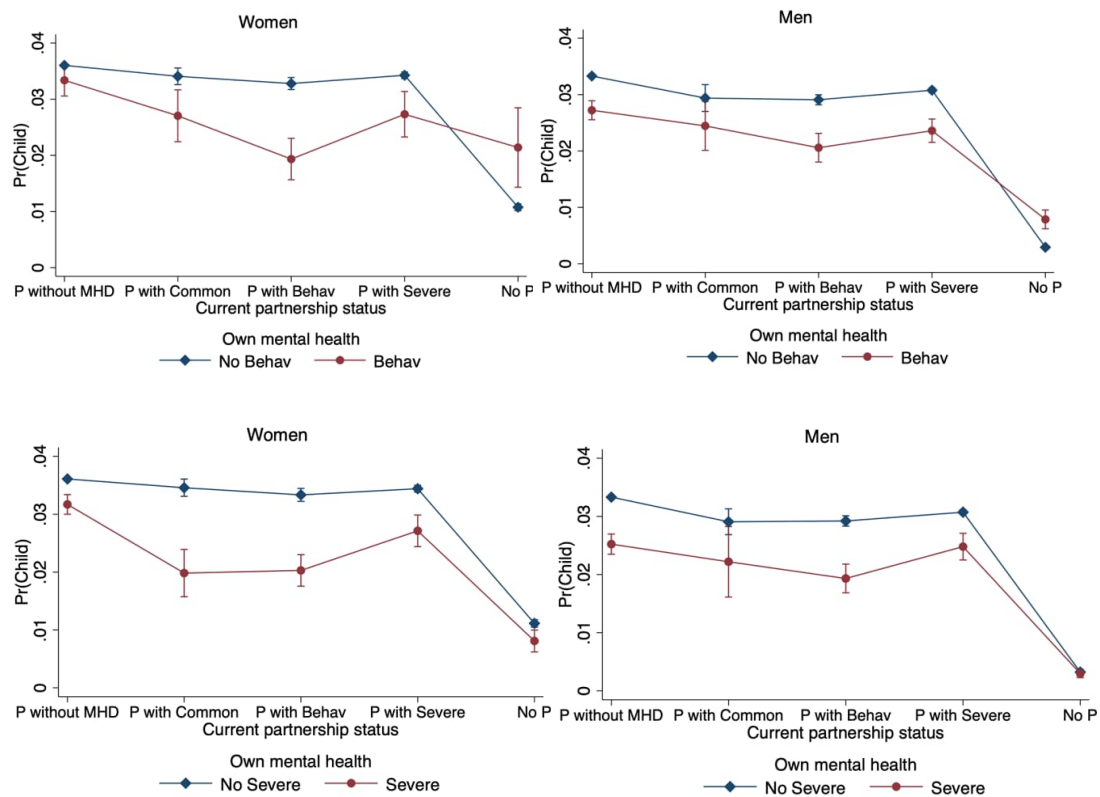 Women
Pr(Child)
.04
.03
.02
.01
0
P without MHD P with Common P with Behav P with Severe No P
Current partnership status
Own mental health
No Behav Behav
Men
Pr(Child)
.04
.03
.02
.01
0
P without MHD P with Common P with Behav P with Severe No P
Current partnership status
Own mental health
No Behav Behav
Women
Pr(Child)
.04
.03
.02
.01
0
P without MHD P with Common P with Behav P with Severe No P
Current partnership status
Own mental health
No Severe Severe
Men
Pr(Child)
.04
.03
.02
.01
0
P without MHD P with Common P with Behav P with Severe No P
Current partnership status
Own mental health
No Severe Severe